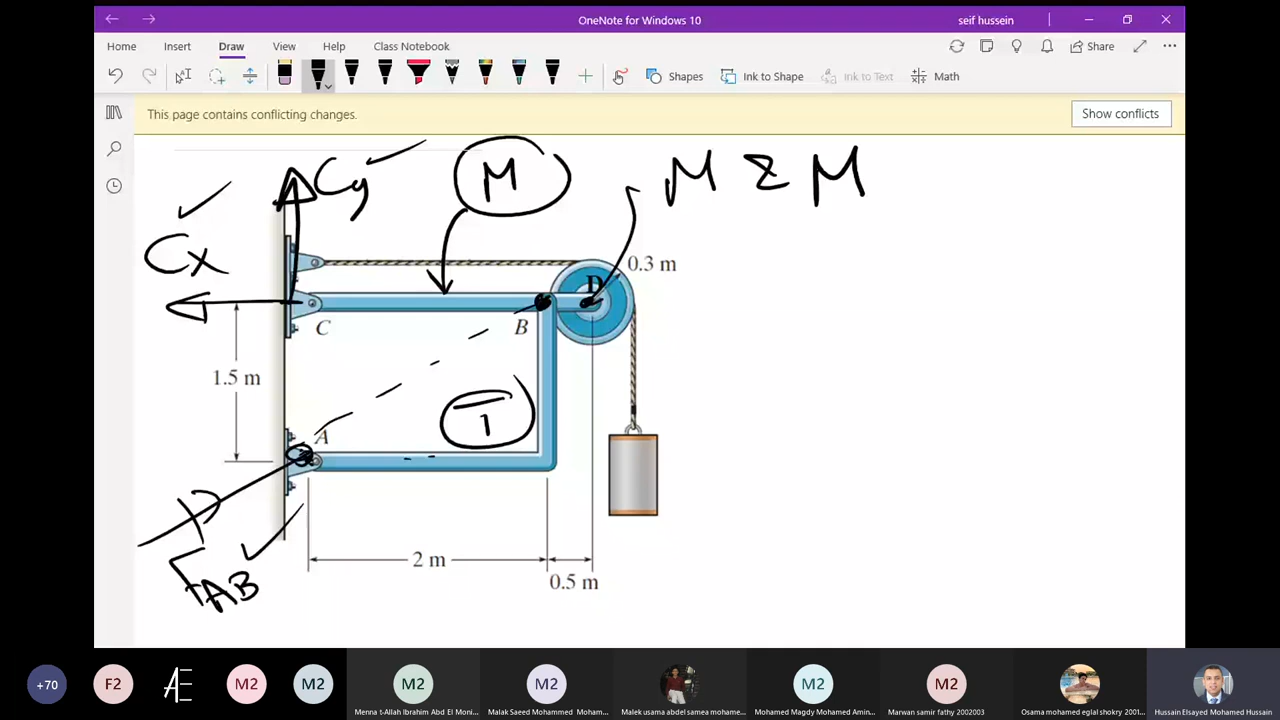 OneNote for Windows 10
seif hussein
Home Insert Draw View Help Class Notebook
Share
Shapes Ink to Shape Ink to Text Math
This page contains conflicting changes.
Show conflicts
Cy M M Z M
Cx
0.3 m
D
C B
1.5 m
T
A
FAB
2 m
0.5 m
+70 F2 Æ M2 M2 M2 M2 M2 M2
Menna t-Allah Ibrahim Abd El Moni... Malak Saeed Mohammed Moham... Malek usama abdel samea mohame... Mohamed Magdy Mohamed Amin... Marwan samir fathy 2002003 Osama mohamed eglal shokry 2001... Hussain Elsayed Mohamed Hussain